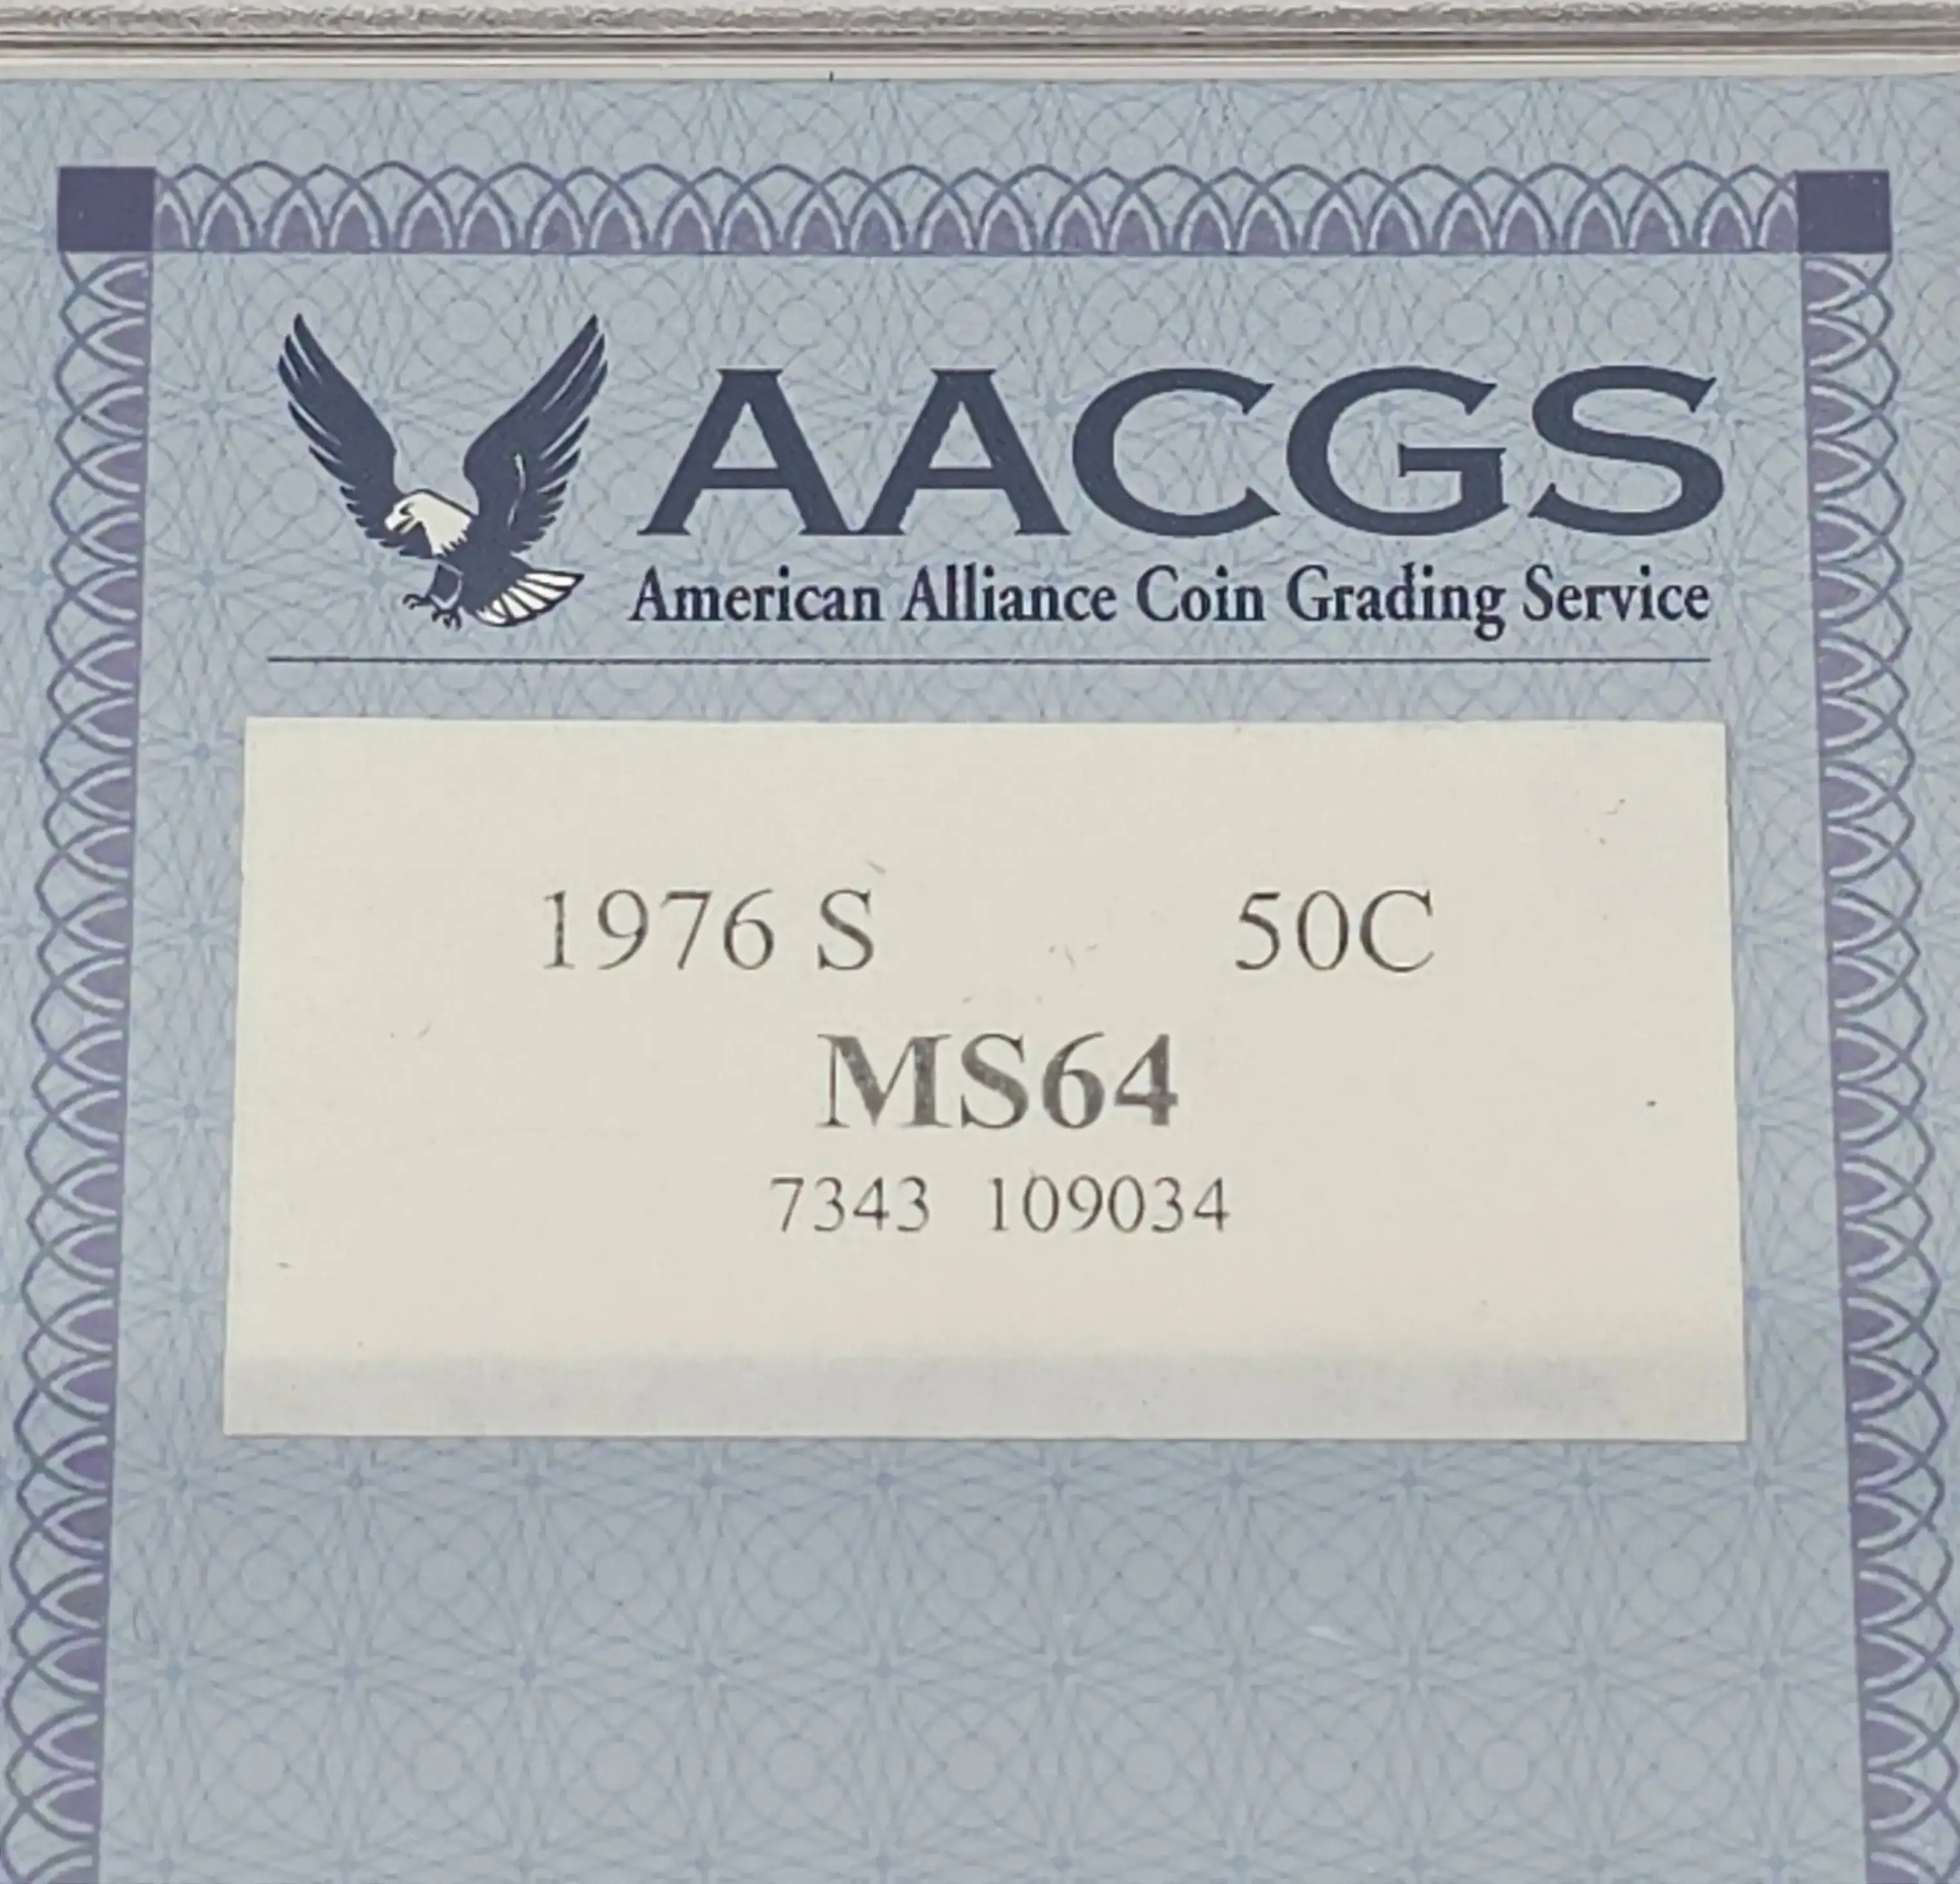 AACGS
American Alliance Coin Grading Service
1976 S 50C
MS64
7343 109034